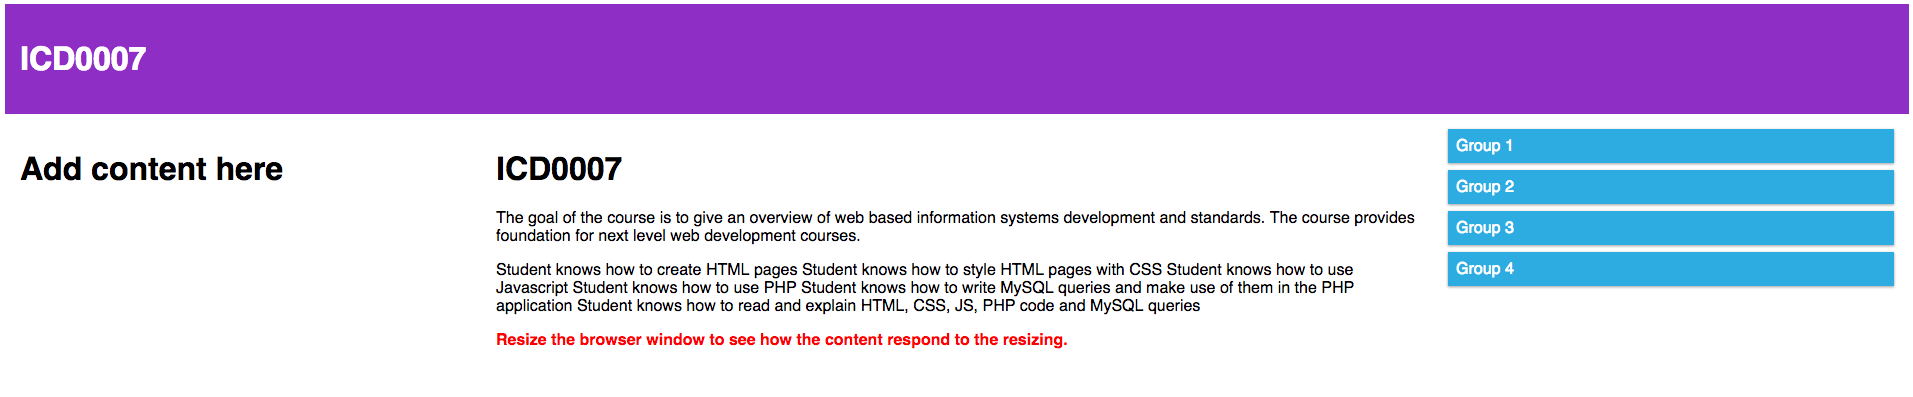 ICD0007
Add content here
ICD0007
The goal of the course is to give an overview of web based information systems development and standards. The course provides
foundation for next level web development courses.
Student knows how to create HTML pages Student knows how to style HTML pages with CSS Student knows how to use
Javascript Student knows how to use PHP Student knows how to write MySQL queries and make use of them in the PHP
application Student knows how to read and explain HTML, CSS, JS, PHP code and MySQL queries
Resize the browser window to see how the content respond to the resizing.
Group 1
Group 2
Group 3
Group 4